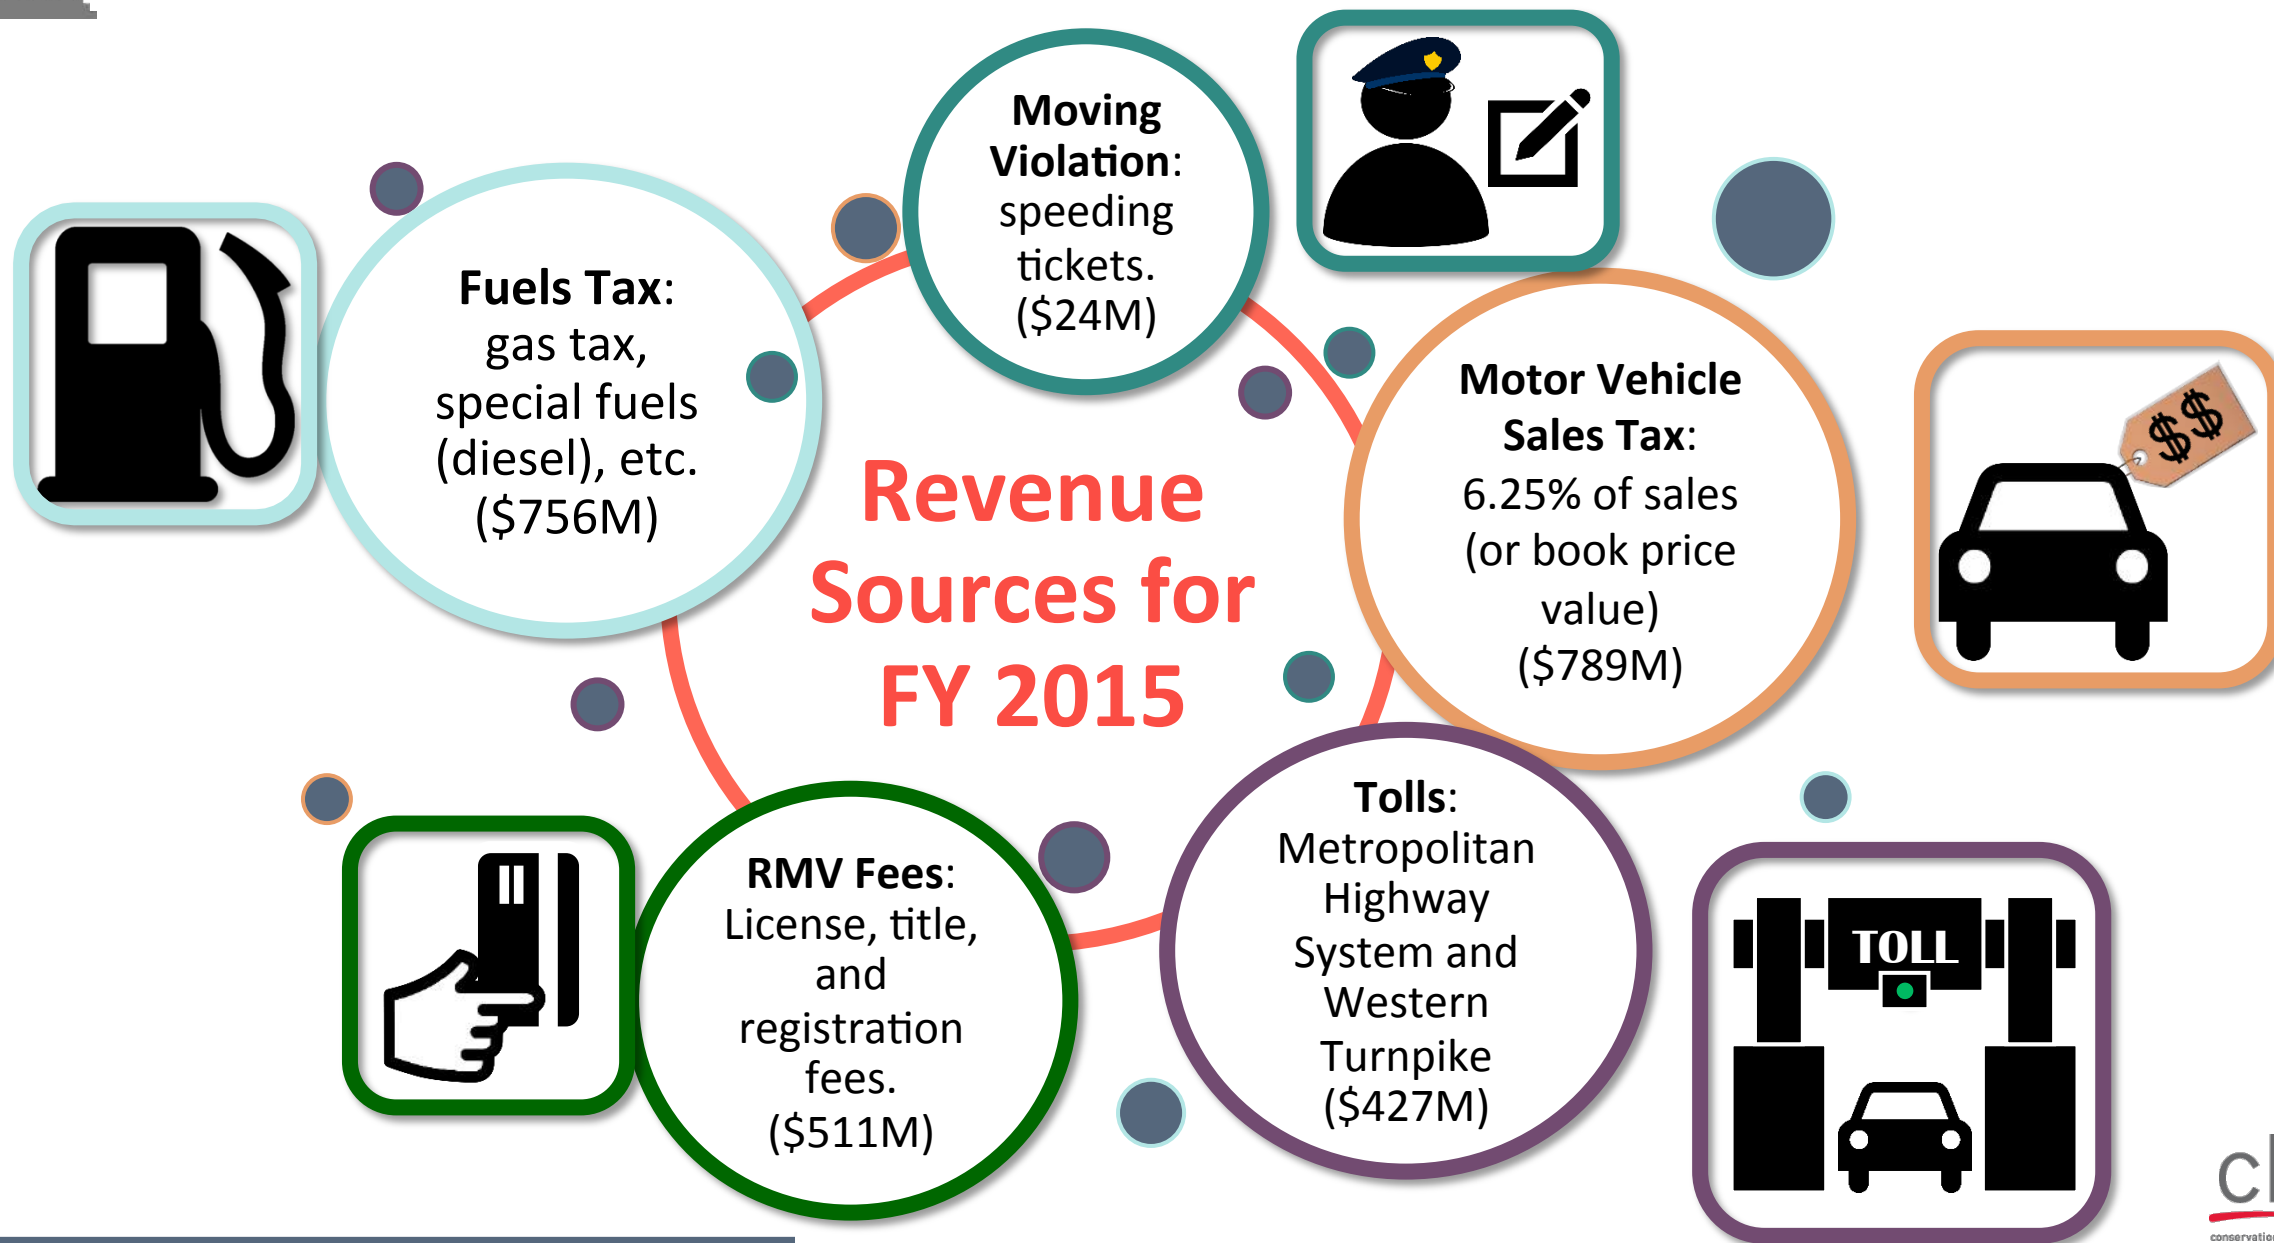 Moving
Violation:
speeding
tickets.
($24M)
Fuels Tax:
gas tax,
special fuels
(diesel), etc.
($756M)
Motor Vehicle
Sales Tax:
6.25% of sales
(or book price
value)
($789M)
$$
Revenue
Sources for
FY 2015
Tolls:
Metropolitan
Highway
System and
Western
Turnpike
($427M)
TOLL
RMV Fees:
License, title,
and
registration
fees.
($511M)
conservation